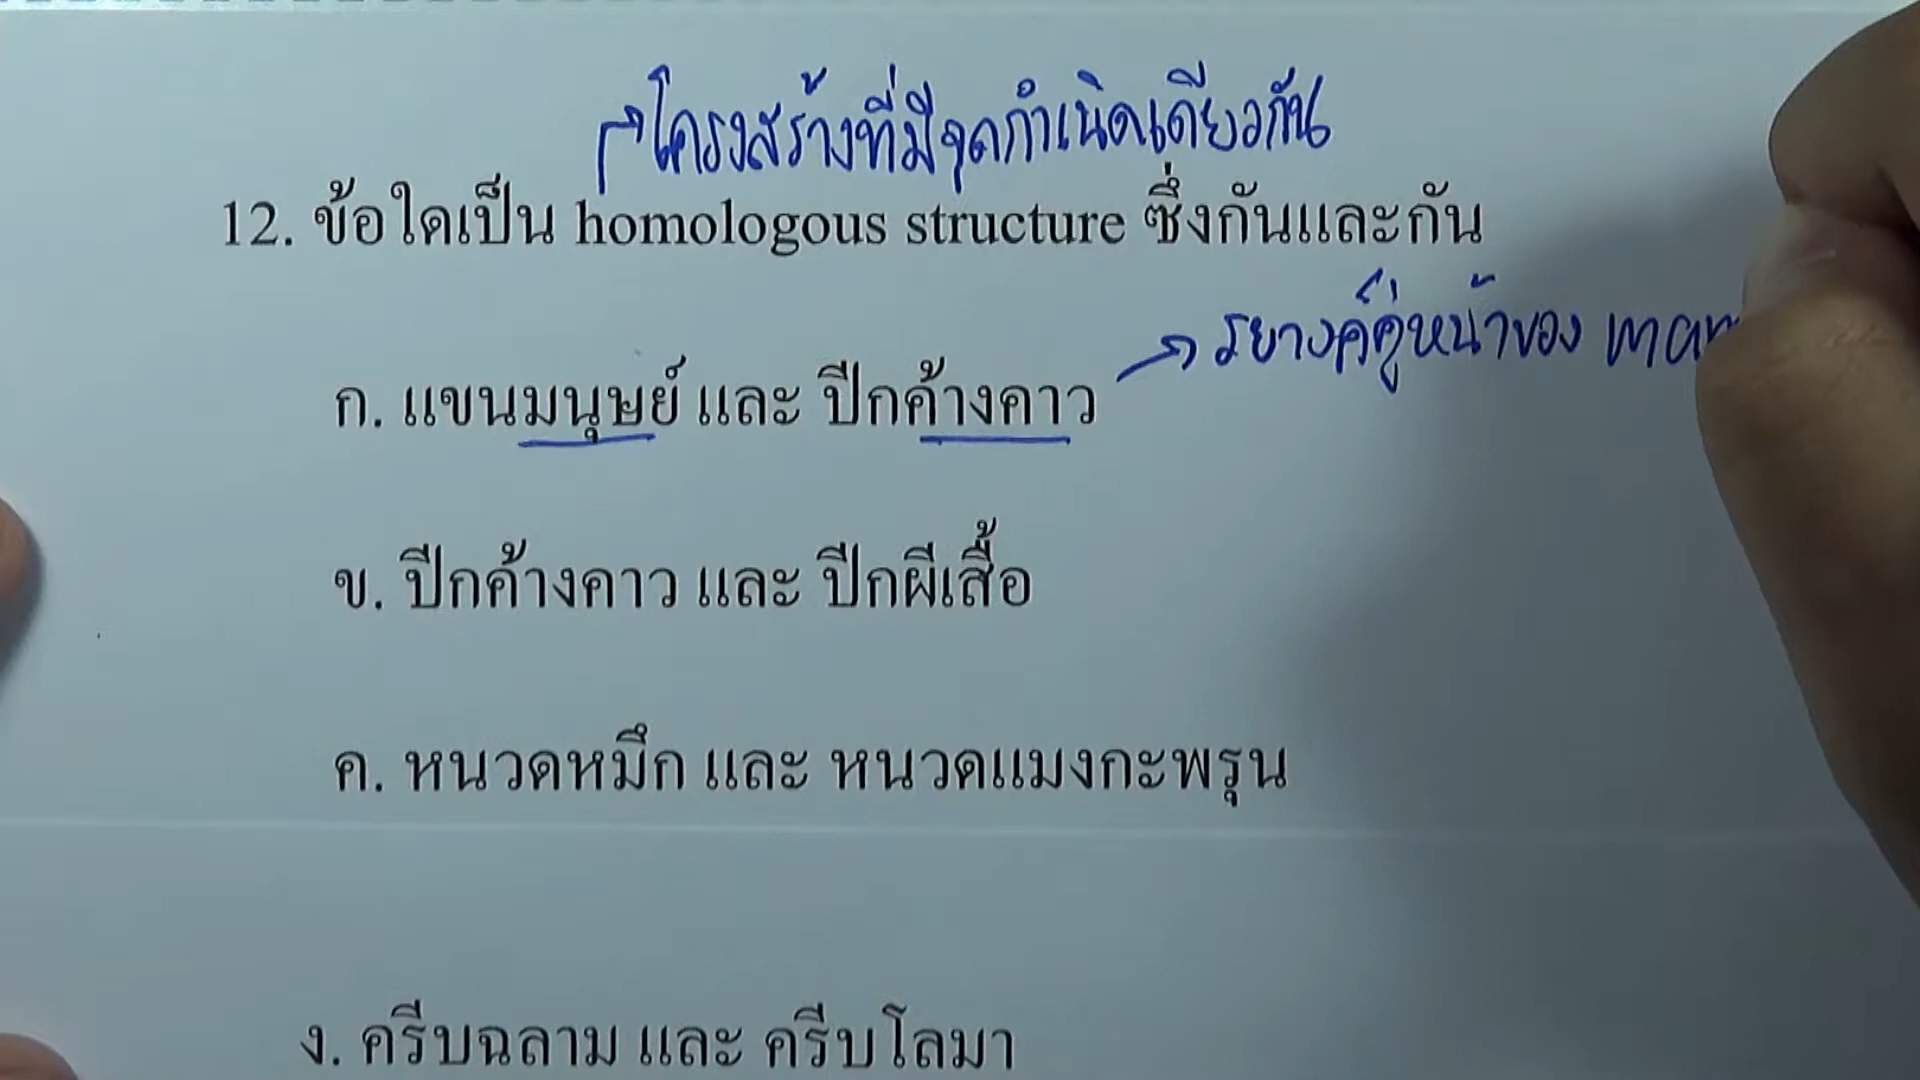 โครงสร้างที่มีจุดกำเนิดเดียวกัน
12. ข้อใดเป็น homologous structure ซึ่งกันและกัน
รยางค์คู่หน้าของ
ก. แขนมนุษย์ และ ปีกค้างคาว
ข. ปีกค้างคาว และ ปีกผีเสื้อ
ค. หนวดหมึก และ หนวดแมงกะพรุน
ง. ครีบฉลาม และ ครีบโลมา